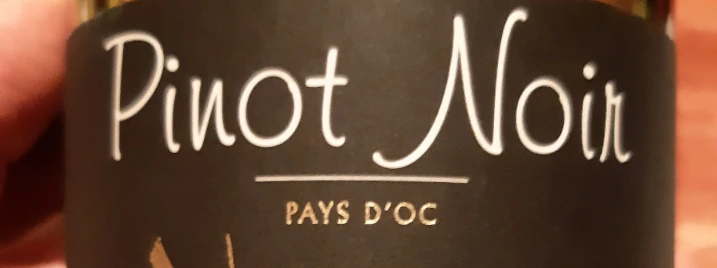 Pinot Noir
PAYS D'OC